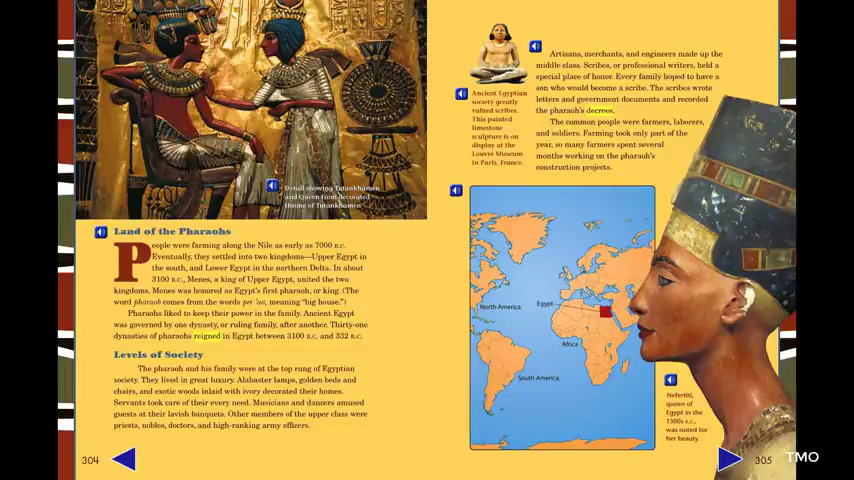 Detail showing Tutankhamen
and Queen from decorated
throne of Tutankhamen
Land of the Pharaohs
People were farming along the Nile as early as 7000 B.C.
Eventually, they settled into two kingdoms—Upper Egypt in
the south, and Lower Egypt in the northern Delta. In about
3100 B.C., Menes, a king of Upper Egypt, united the two
kingdoms. Menes was honored as Egypt's first pharaoh, or king. (The
word pharaoh comes from the words per 'aa, meaning "big house.")
Pharaohs liked to keep their power in the family. Ancient Egypt
was governed by one dynasty, or ruling family, after another. Thirty-one
dynasties of pharaohs reigned in Egypt between 3100 B.C. and 332 B.C.
Levels of Society
The pharaoh and his family were at the top rung of Egyptian
society. They lived in great luxury. Alabaster lamps, golden beds and
chairs, and exotic woods inlaid with ivory decorated their homes.
Servants took care of their every need. Musicians and dancers amused
guests at their lavish banquets. Other members of the upper class were
priests, nobles, doctors, and high-ranking army officers.
304
Ancient Egyptian
society greatly
valued scribes.
This painted
limestone
sculpture is on
display at the
Louvre Museum
in Paris, France.
Artisans, merchants, and engineers made up the
middle class. Scribes, or professional writers, held a
special place of honor. Every family hoped to have a
son who would become a scribe. The scribes wrote
letters and government documents and recorded
the pharaoh's decrees.
The common people were farmers, laborers,
and soldiers. Farming took only part of the
year, so many farmers spent several
months working on the pharaoh's
construction projects.
North America
Egypt
Africa
South America
Nefertiti,
queen of
Egypt in the
1300s B.C.,
was noted for
her beauty.
305
TMO